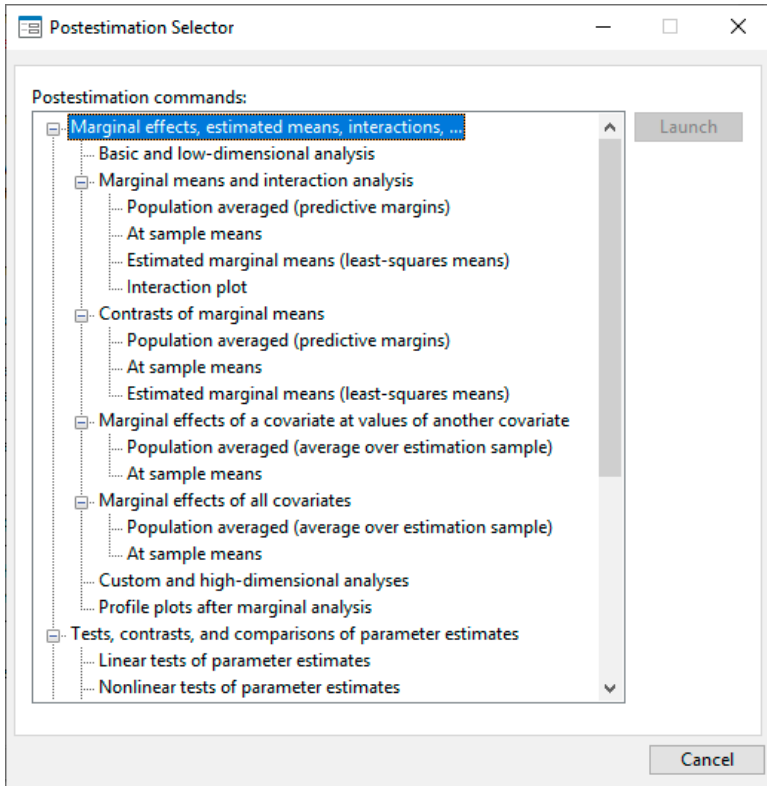 Postestimation Selector
Postestimation commands:
Marginal effects, estimated means, interactions, ...
Launch
Basic and low-dimensional analysis
Marginal means and interaction analysis
Population averaged (predictive margins)
At sample means
Estimated marginal means (least-squares means)
Interaction plot
Contrasts of marginal means
Population averaged (predictive margins)
At sample means
Estimated marginal means (least-squares means)
Marginal effects of a covariate at values of another covariate
Population averaged (average over estimation sample)
At sample means
Marginal effects of all covariates
Population averaged (average over estimation sample)
At sample means
Custom and high-dimensional analyses
Profile plots after marginal analysis
Tests, contrasts, and comparisons of parameter estimates
Linear tests of parameter estimates
Nonlinear tests of parameter estimates
Cancel